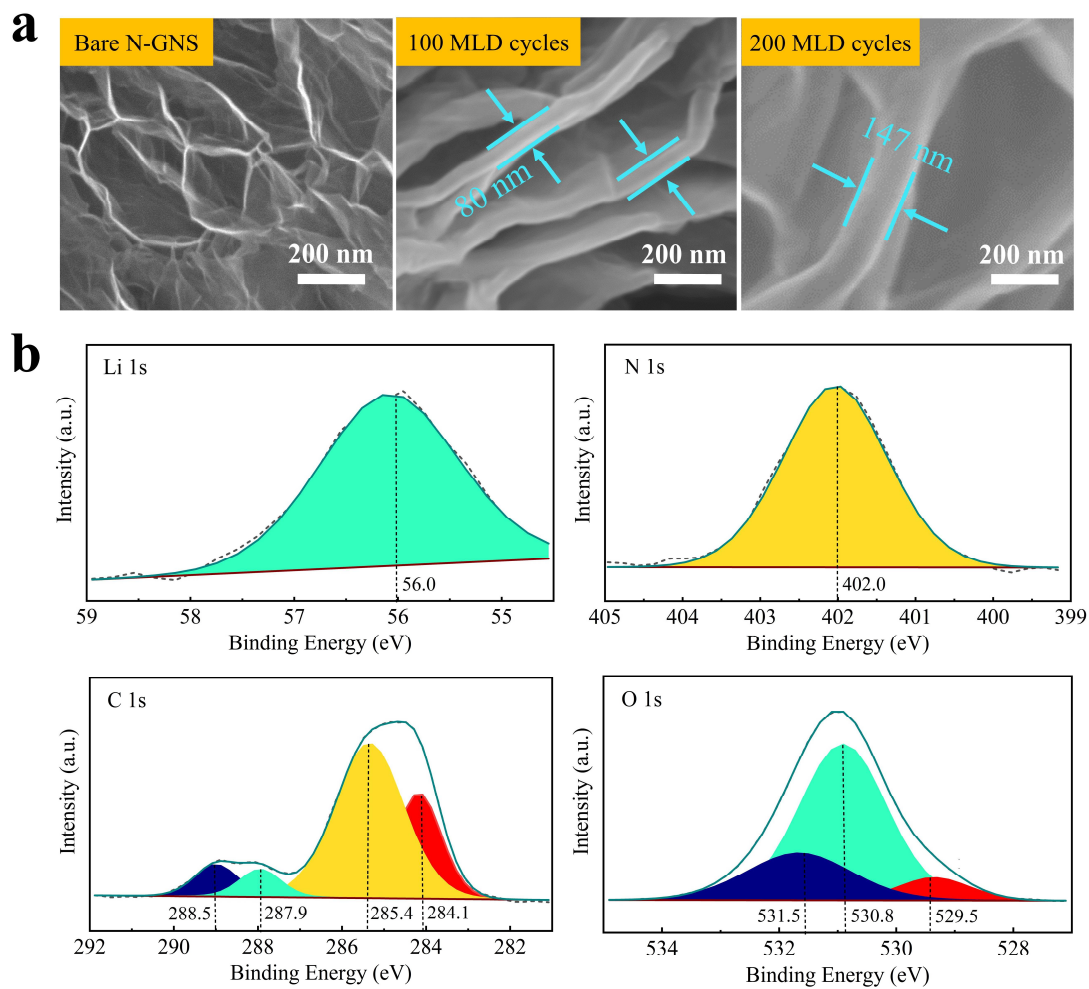 a
Bare N-GNS
100 MLD cycles
200 MLD cycles
80 nm
147 nm
200 nm
200 nm
200 nm
b
Li 1s
Intensity (a.u.)
56.0
59 57 56 55
Binding Energy (eV)
N 1s
Intensity (a.u.)
402.0
405 404 403 402 401 400 399
Binding Energy (eV)
C 1s
Intensity (a.u.)
288.5 287.9 285.4 284.1
292 290 288 286 284 282
Binding Energy (eV)
O 1s
Intensity (a.u.)
531.5 530.8 529.5
534 532 530 528
Binding Energy (eV)